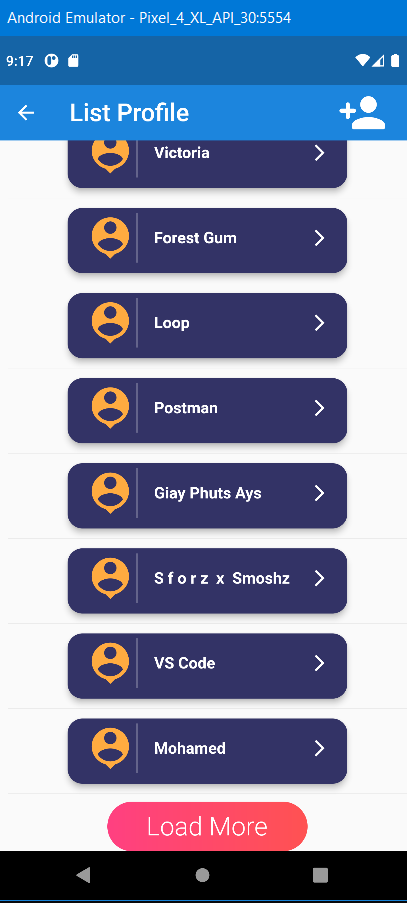 Android Emulator - Pixel_4_XL_API_30:5554
9:17
List Profile
Victoria
Forest Gum
Loop
Postman
Giay Phuts Ays
S f o r z x Smoshz
VS Code
Mohamed
Load More